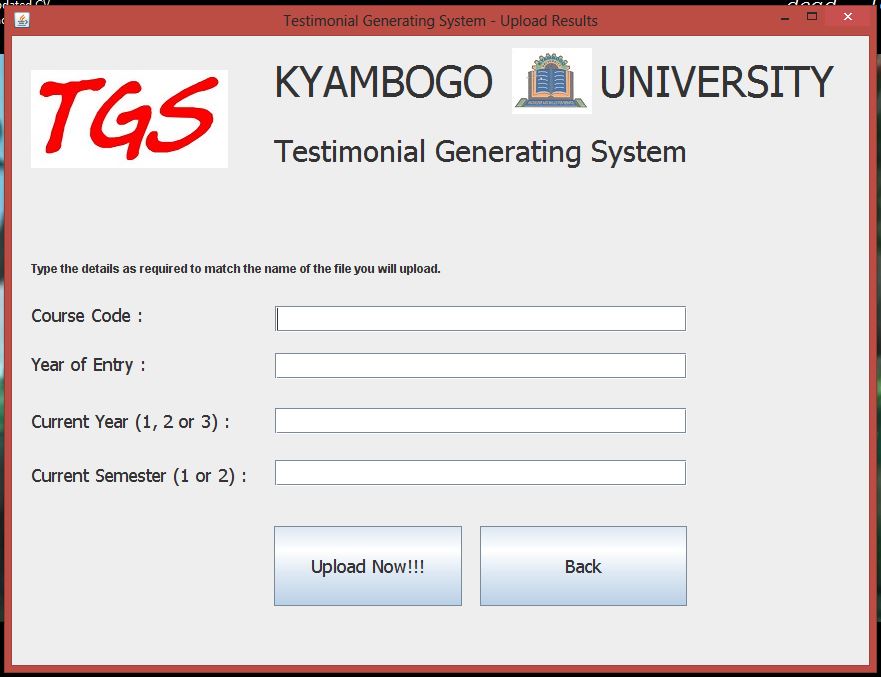 Testimonial Generating System - Upload Results
TGS
KYAMBOGO UNIVERSITY
Testimonial Generating System
Type the details as required to match the name of the file you will upload.
Course Code :
Year of Entry :
Current Year (1, 2 or 3) :
Current Semester (1 or 2) :
Upload Now!!! Back